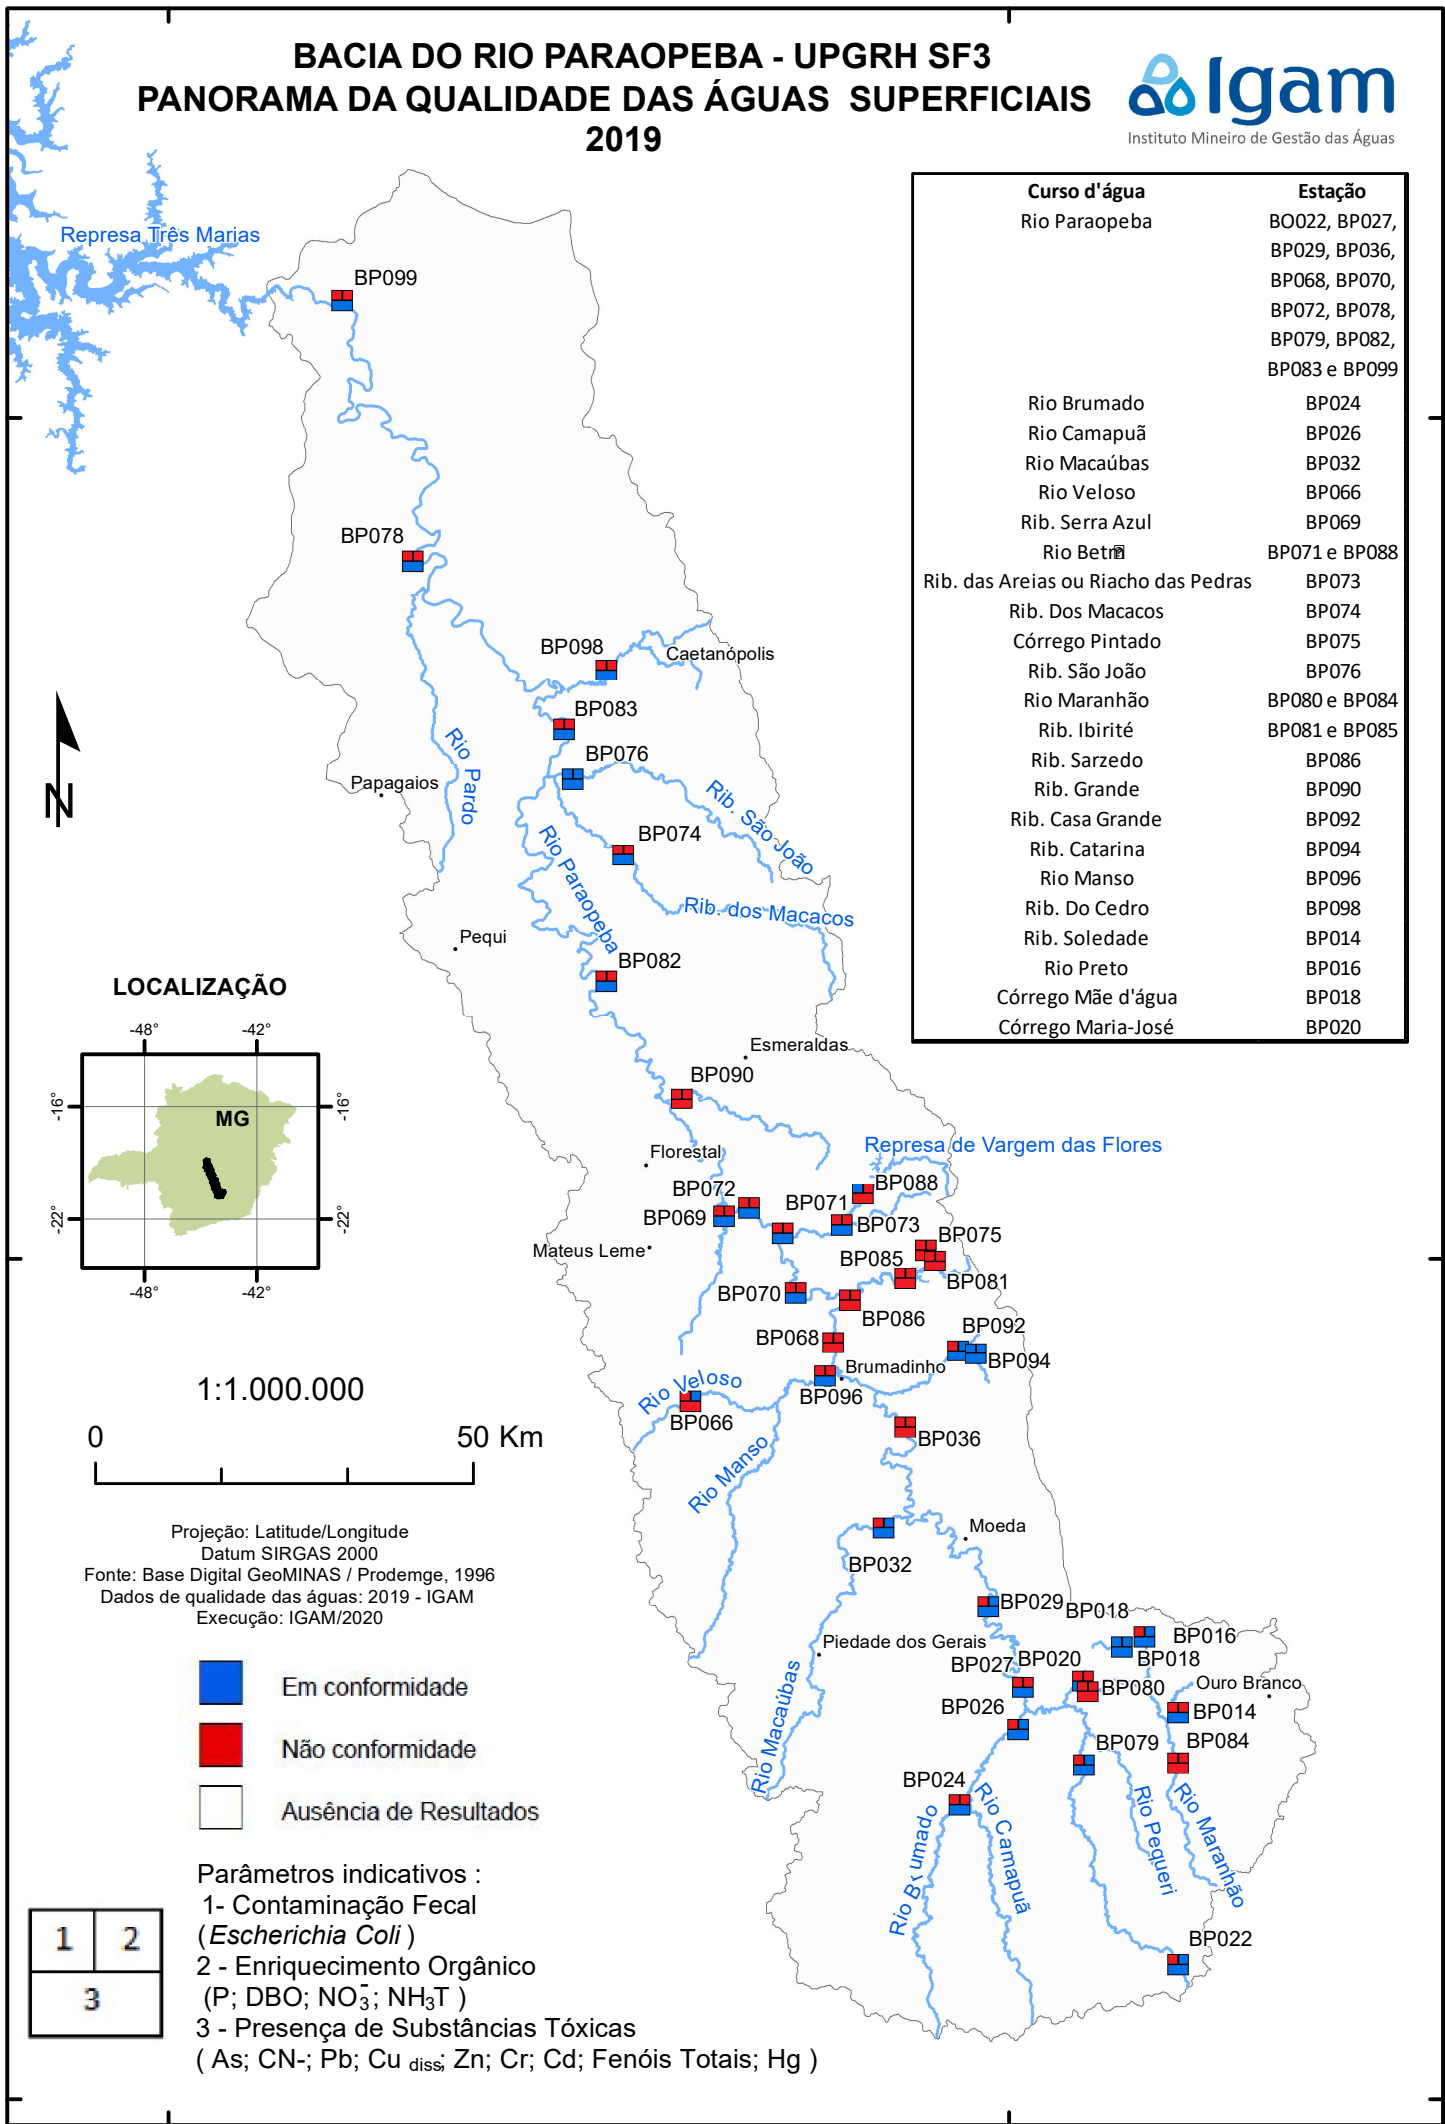 BACIA DO RIO PARAOPEBA - UPGRH SF3
PANORAMA DA QUALIDADE DAS ÁGUAS SUPERFICIAIS
2019
Igam
Instituto Mineiro de Gestão das Águas
Curso d'água Estação
Rio Paraopeba BO022, BP027,
BP029, BP036,
BP068, BP070,
BP072, BP078,
BP079, BP082,
BP083 e BP099
Rio Brumado BP024
Rio Camapuã BP026
Rio Macaúbas BP032
Rio Veloso BP066
Rib. Serra Azul BP069
Rio BP071 e BP088
Rib. das Areias ou Riacho das Pedras BP073
Rib. Dos Macacos BP074
Córrego Pintado BP075
Rib. São João BP076
Rio Maranhão BP080 e BP084
Rib. Ibirité BP081 e BP085
Rib. Sarzedo BP086
Rib. Grande BP090
Rib. Casa Grande BP092
Rib. Catarina BP094
Rio Manso BP096
Rib. Do Cedro BP098
Rib. Soledade BP014
Rio Preto BP016
Córrego Mãe d'água BP018
Córrego Maria-José BP020
Represa Três Marias
BP099
BP078
BP098
Caetanópolis
BP083
BP076
Rio Pardo
Papagaios
Rib. São João
BP074
Rio Paraopeba
Rib. dos Macacos
Pequi
BP082
Esmeraldas
BP090
Represa de Vargem das Flores
Florestal
BP088
BP072
BP071
BP069
BP073
BP075
Mateus Leme
BP085
BP081
BP070
BP086
BP092
BP068
BP094
Brumadinho
BP096
Rio Veloso
BP066
BP036
Rio Manso
Moeda
BP032
BP029
BP018
BP016
Piedade dos Gerais
BP018
BP027
BP020
Ouro Branco
BP080
BP026
BP014
BP079
BP084
Rio Macaúbas
BP024
Rio Brumado
Rio Camapuã
Rio Pequeri
Rio Maranhão
BP022
N
LOCALIZAÇÃO
-48° -42°
-16° -16°
MG
-22° -22°
-48° -42°
1:1.000.000
0 50 Km
Projeção: Latitude/Longitude
Datum SIRGAS 2000
Fonte: Base Digital GeoMINAS / Prodemge, 1996
Dados de qualidade das águas: 2019 - IGAM
Execução: IGAM/2020
Em conformidade
Não conformidade
Ausência de Resultados
Parâmetros indicativos :
1- Contaminação Fecal
(Escherichia Coli )
2 - Enriquecimento Orgânico
(P; DBO; NO₃⁻; NH₃T )
3 - Presença de Substâncias Tóxicas
( As; CN-; Pb; Cu diss; Zn; Cr; Cd; Fenóis Totais; Hg )
1 2
3